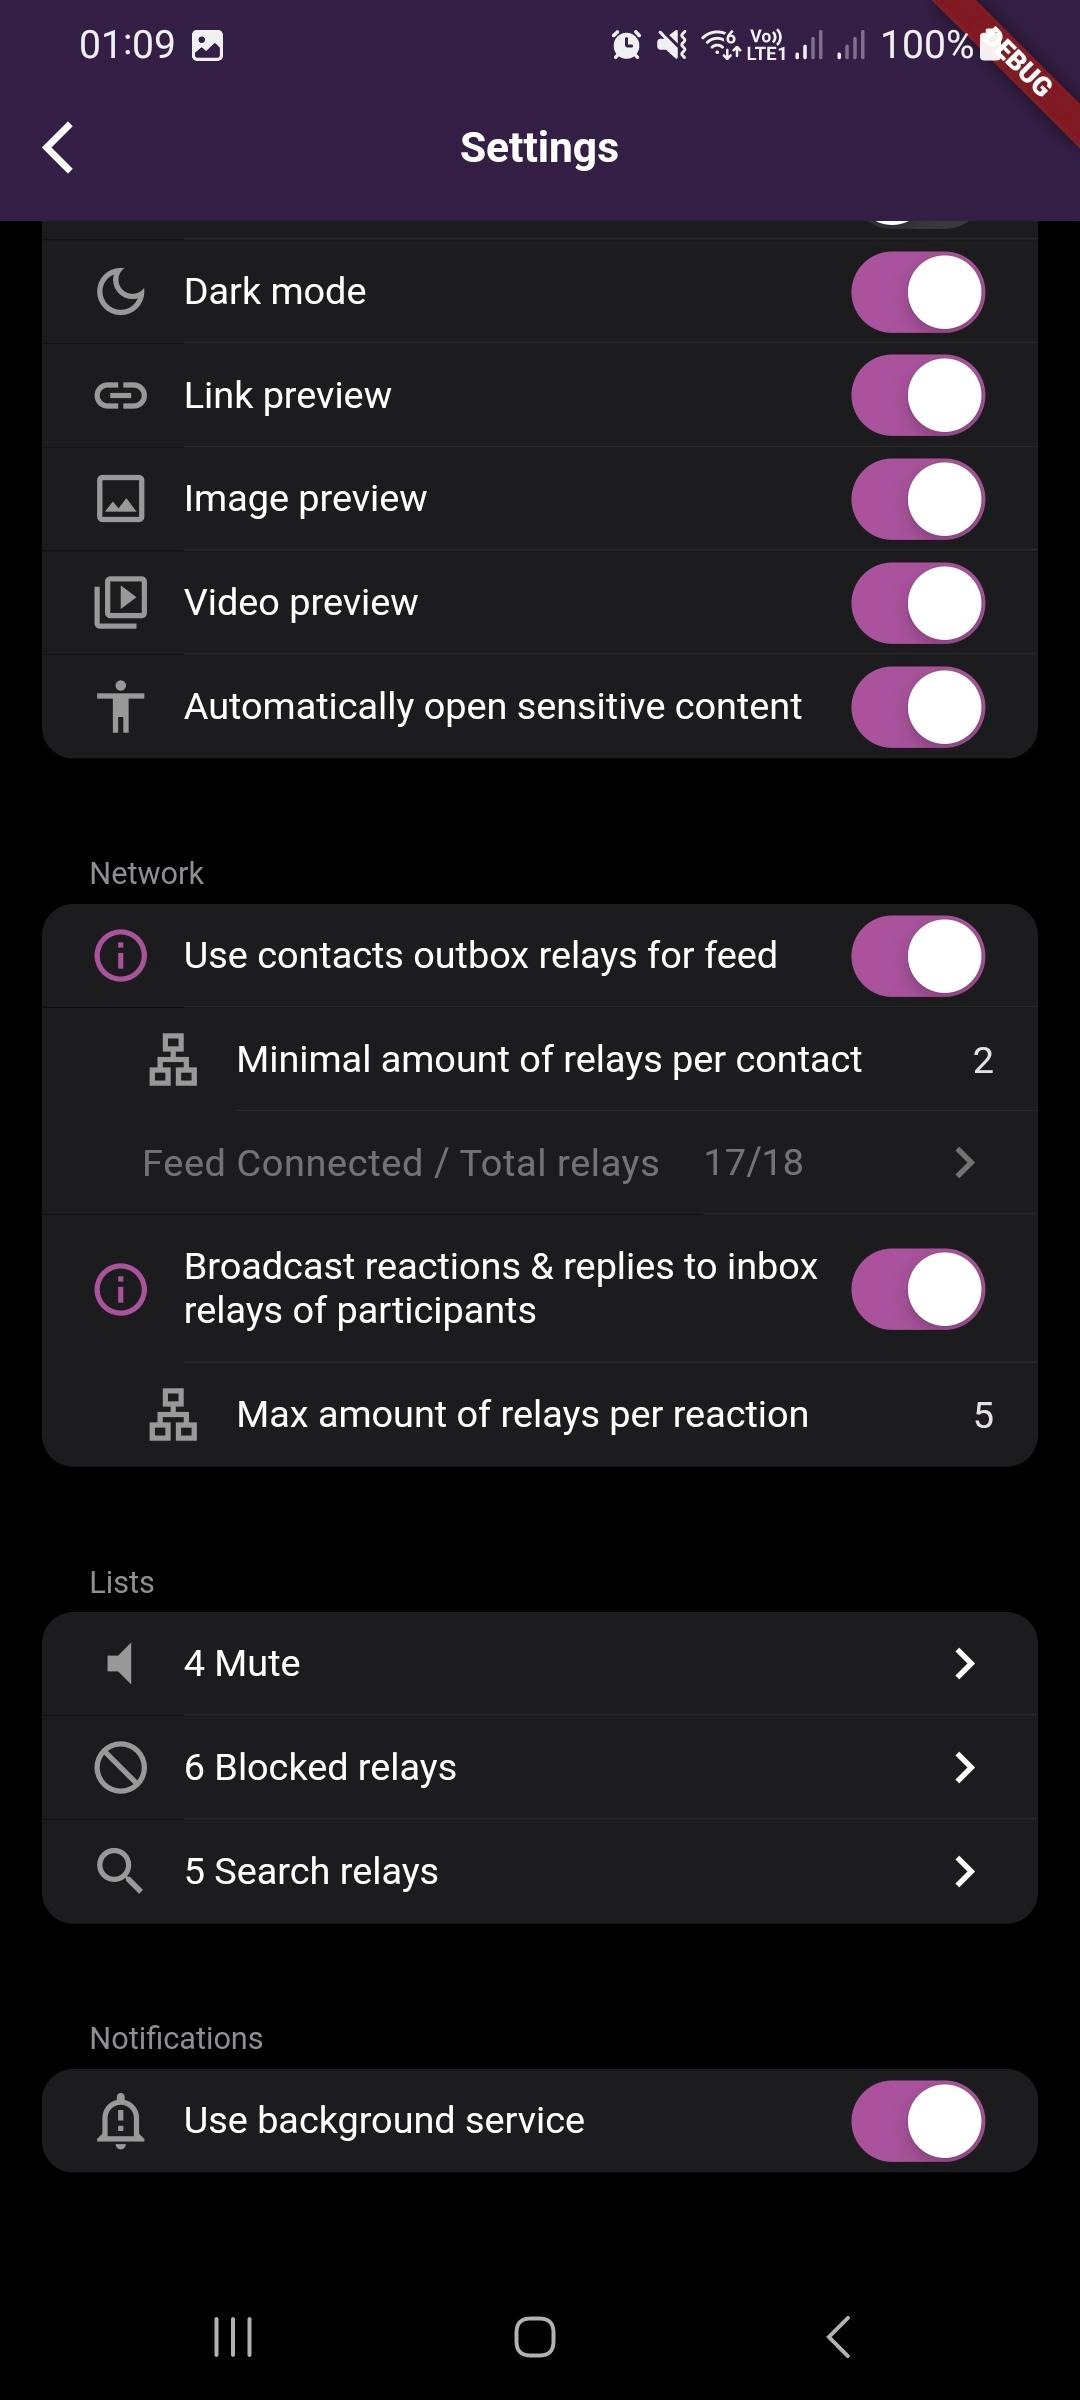 01:09
6 Vo)) LTE1 100%
DEBUG
Settings
Dark mode
Link preview
Image preview
Video preview
Automatically open sensitive content
Network
Use contacts outbox relays for feed
Minimal amount of relays per contact 2
Feed Connected / Total relays 17/18
Broadcast reactions & replies to inbox
relays of participants
Max amount of relays per reaction 5
Lists
4 Mute
6 Blocked relays
5 Search relays
Notifications
Use background service